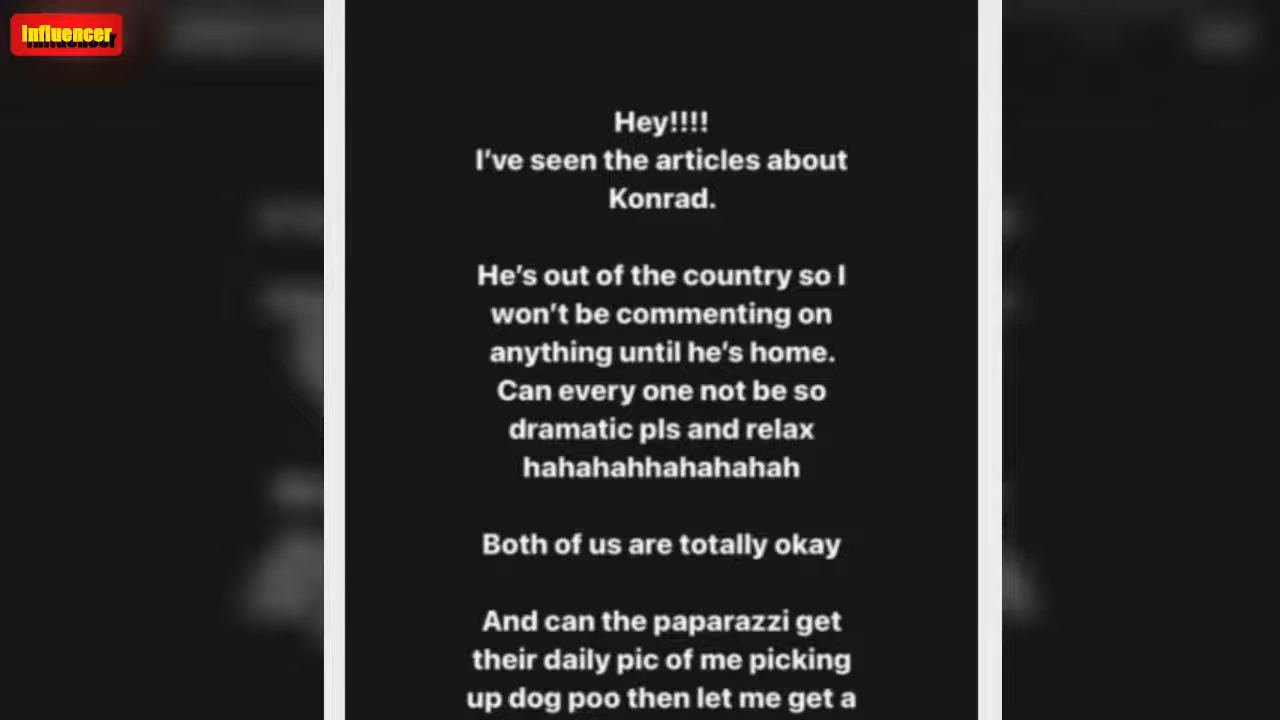 Influencer
Hey!!!!
I've seen the articles about
Konrad.
He's out of the country so I
won't be commenting on
anything until he's home.
Can every one not be so
dramatic pls and relax
hahahahhahahahah
Both of us are totally okay
And can the paparazzi get
their daily pic of me picking
up dog poo then let me get a